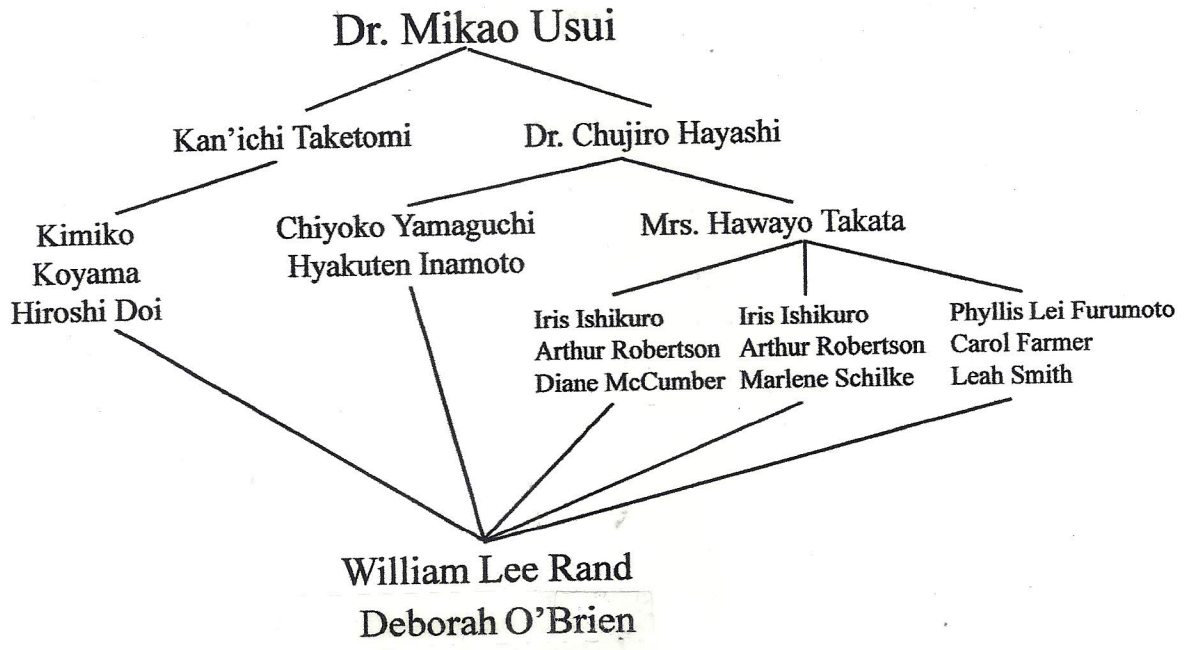 Dr. Mikao Usui
Kan'ichi Taketomi
Dr. Chujiro Hayashi
Kimiko
Koyama
Hiroshi Doi
Chiyoko Yamaguchi
Hyakuten Inamoto
Mrs. Hawayo Takata
Iris Ishikuro
Arthur Robertson
Diane McCumber
Iris Ishikuro
Arthur Robertson
Marlene Schilke
Phyllis Lei Furumoto
Carol Farmer
Leah Smith
William Lee Rand
Deborah O'Brien